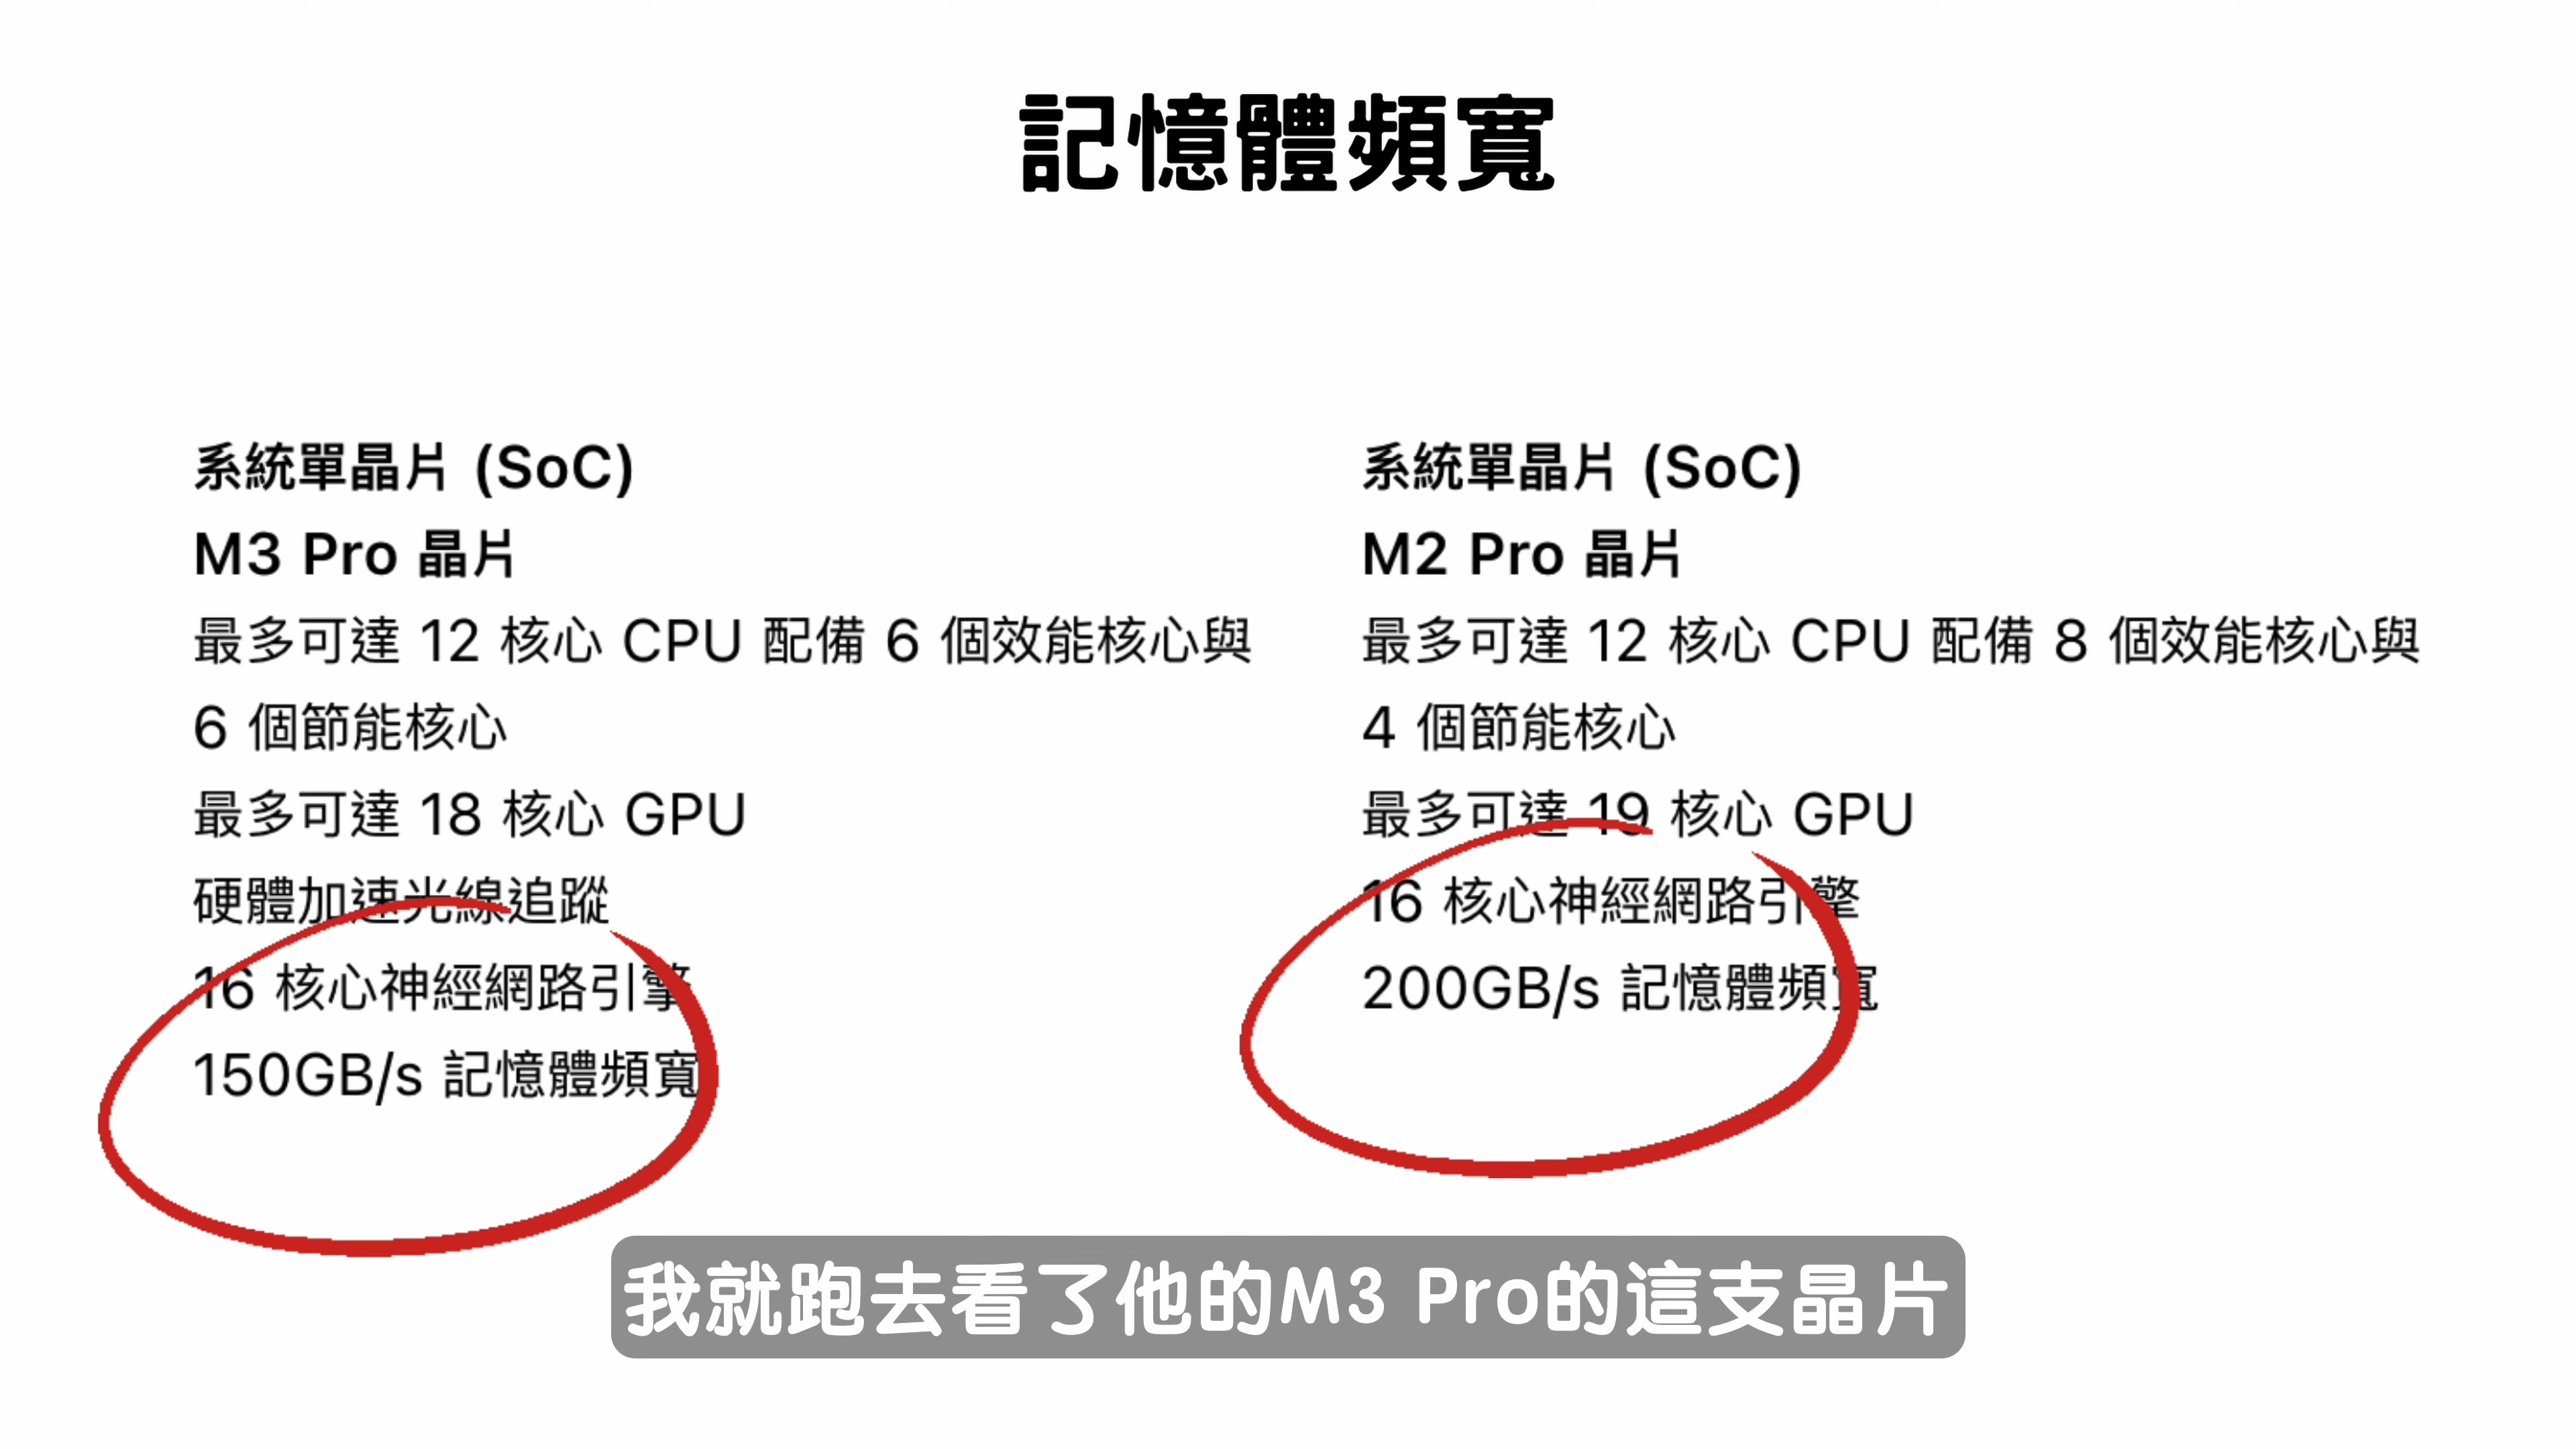 記憶體頻寬
系統單晶片 (SoC)
M3 Pro 晶片
最多可達 12 核心 CPU 配備 6 個效能核心與
6 個節能核心
最多可達 18 核心 GPU
硬體加速光線追蹤
16 核心神經網路引擎
150GB/s 記憶體頻寬
系統單晶片 (SoC)
M2 Pro 晶片
最多可達 12 核心 CPU 配備 8 個效能核心與
4 個節能核心
最多可達 19 核心 GPU
16 核心神經網路引擎
200GB/s 記憶體頻寬
我就跑去看了他的M3 Pro的這支晶片